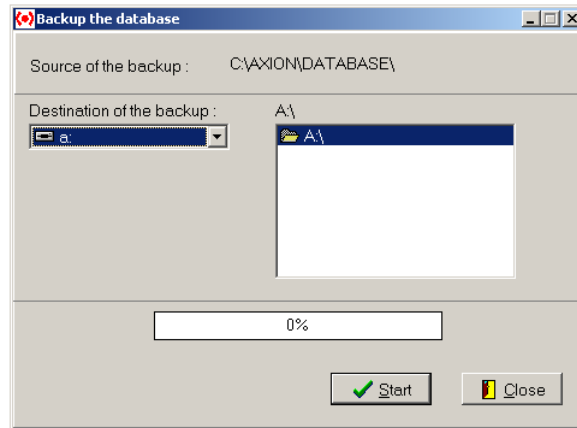 Backup the database
Source of the backup : C:\AXION\DATABASE\
Destination of the backup : A:\
a: A:\
0%
Start Close